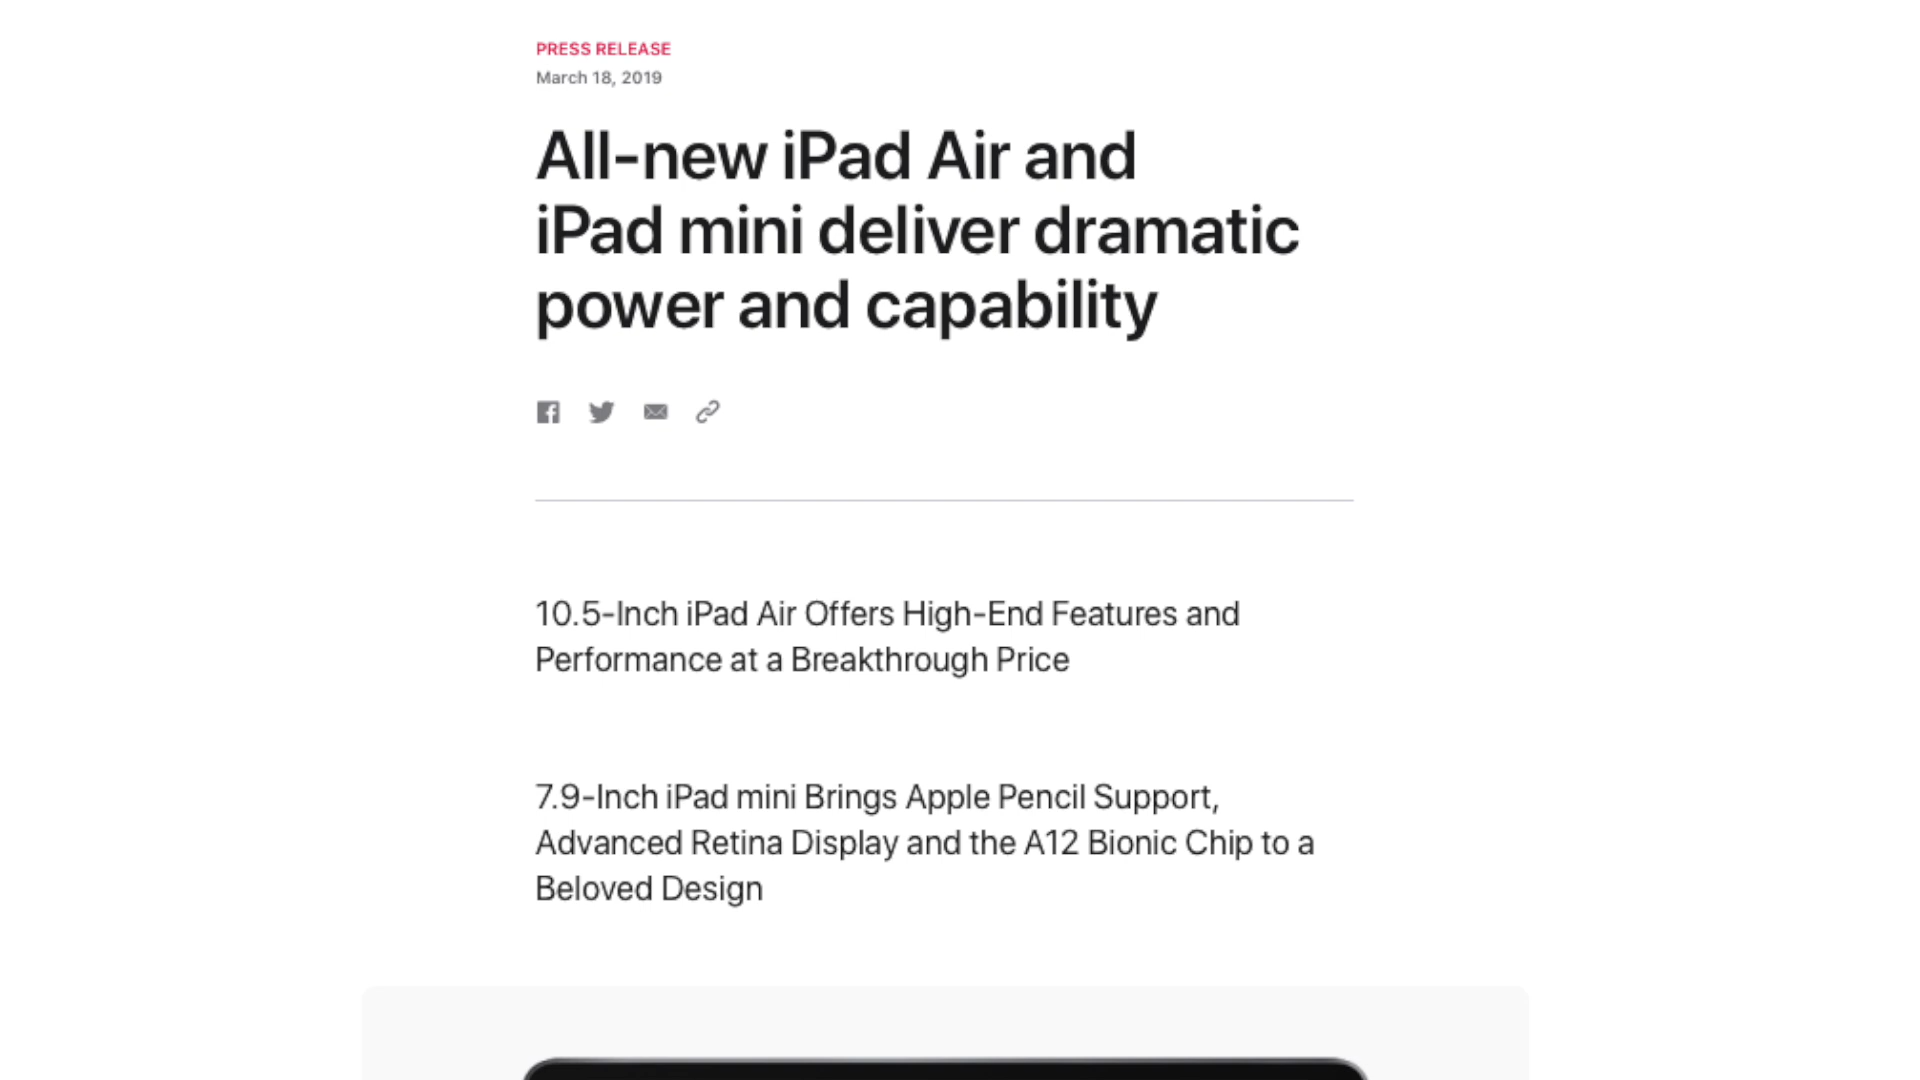 PRESS RELEASE
March 18, 2019
All-new iPad Air and
iPad mini deliver dramatic
power and capability
10.5-Inch iPad Air Offers High-End Features and
Performance at a Breakthrough Price
7.9-Inch iPad mini Brings Apple Pencil Support,
Advanced Retina Display and the A12 Bionic Chip to a
Beloved Design